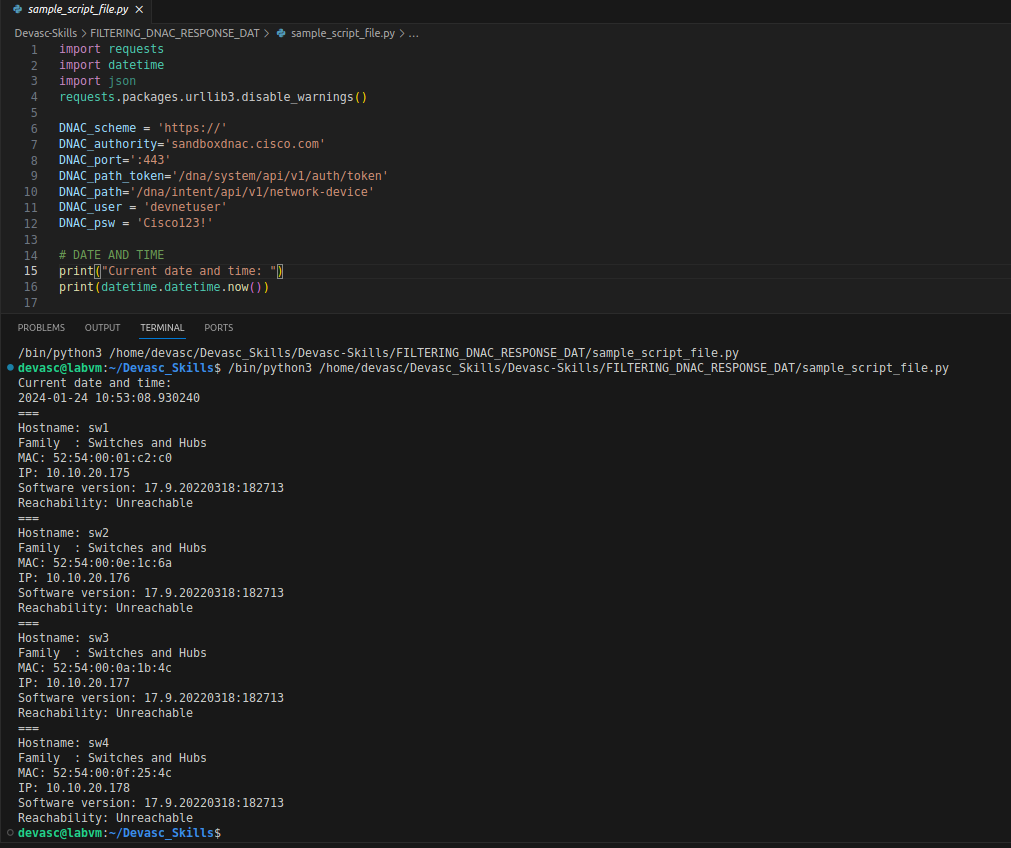 sample_script_file.py ×
Devasc-Skills > FILTERING_DNAC_RESPONSE_DAT > sample_script_file.py > ...
1 import requests
2 import datetime
3 import json
4 requests.packages.urllib3.disable_warnings()
5
6 DNAC_scheme = 'https://'
7 DNAC_authority='sandboxdnac.cisco.com'
8 DNAC_port=':443'
9 DNAC_path_token='/dna/system/api/v1/auth/token'
10 DNAC_path='/dna/intent/api/v1/network-device'
11 DNAC_user = 'devnetuser'
12 DNAC_psw = 'Cisco123!'
13
14 # DATE AND TIME
15 print("Current date and time: ")
16 print(datetime.datetime.now())
17
PROBLEMS OUTPUT TERMINAL PORTS
/bin/python3 /home/devasc/Devasc_Skills/Devasc-Skills/FILTERING_DNAC_RESPONSE_DAT/sample_script_file.py
devasc@labvm:~/Devasc_Skills$ /bin/python3 /home/devasc/Devasc_Skills/Devasc-Skills/FILTERING_DNAC_RESPONSE_DAT/sample_script_file.py
Current date and time:
2024-01-24 10:53:08.930240
===
Hostname: sw1
Family  : Switches and Hubs
MAC: 52:54:00:01:c2:c0
IP: 10.10.20.175
Software version: 17.9.20220318:182713
Reachability: Unreachable
===
Hostname: sw2
Family  : Switches and Hubs
MAC: 52:54:00:0e:1c:6a
IP: 10.10.20.176
Software version: 17.9.20220318:182713
Reachability: Unreachable
===
Hostname: sw3
Family  : Switches and Hubs
MAC: 52:54:00:0a:1b:4c
IP: 10.10.20.177
Software version: 17.9.20220318:182713
Reachability: Unreachable
===
Hostname: sw4
Family  : Switches and Hubs
MAC: 52:54:00:0f:25:4c
IP: 10.10.20.178
Software version: 17.9.20220318:182713
Reachability: Unreachable
devasc@labvm:~/Devasc_Skills$